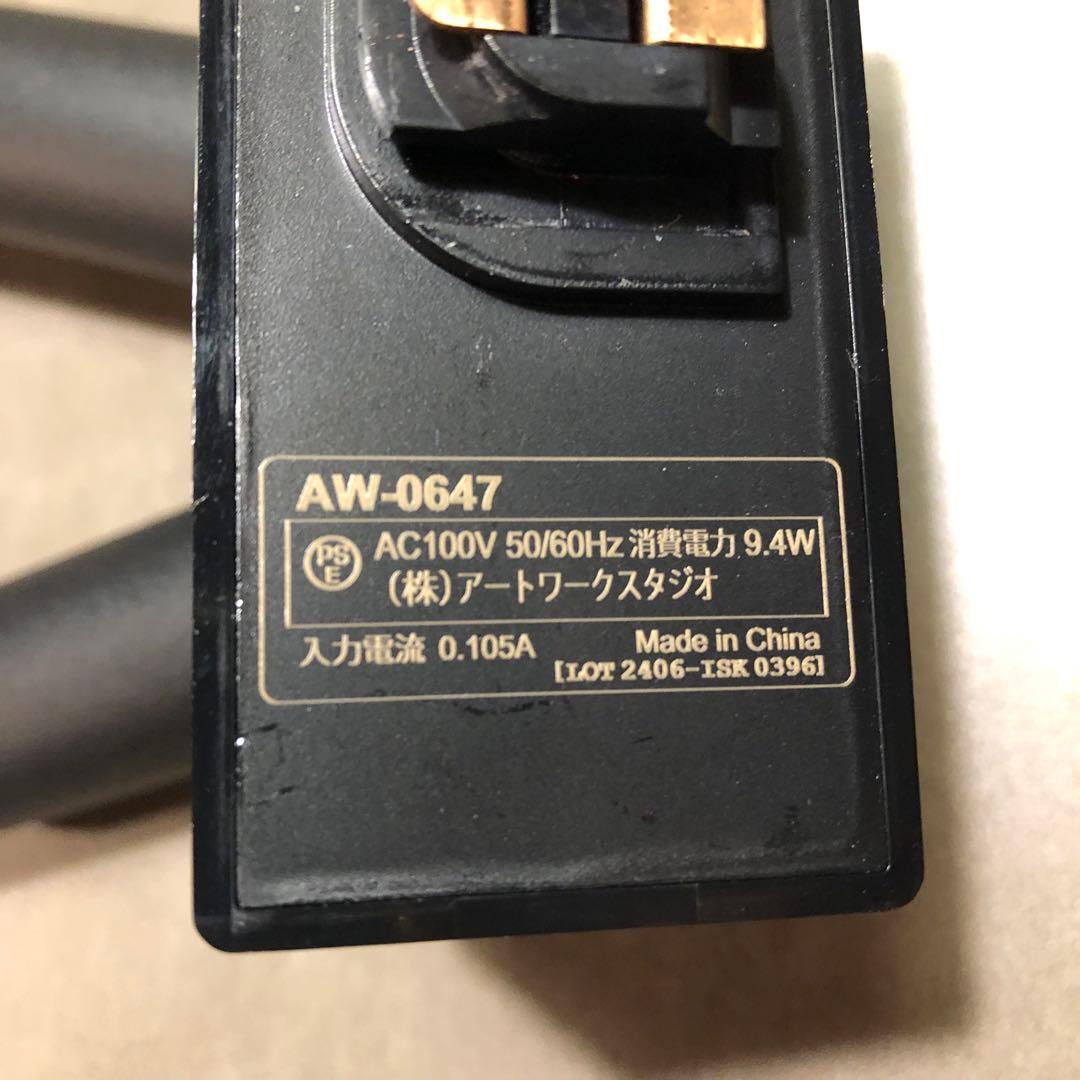 AW-0647
PS
E
AC100V 50/60Hz 消費電力 9.4W
(株)アートワークスタジオ
入力電流 0.105A
Made in China
[LOT 2406-ISK 0396]